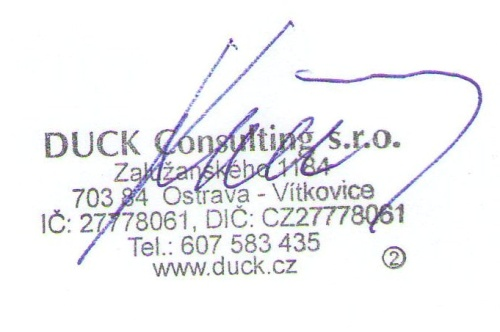 DUCK Consulting s.r.o.
Zalužanského 1184
703 84 Ostrava - Vítkovice
IČ: 27778061, DIČ: CZ27778061
Tel.: 607 583 435
www.duck.cz
2